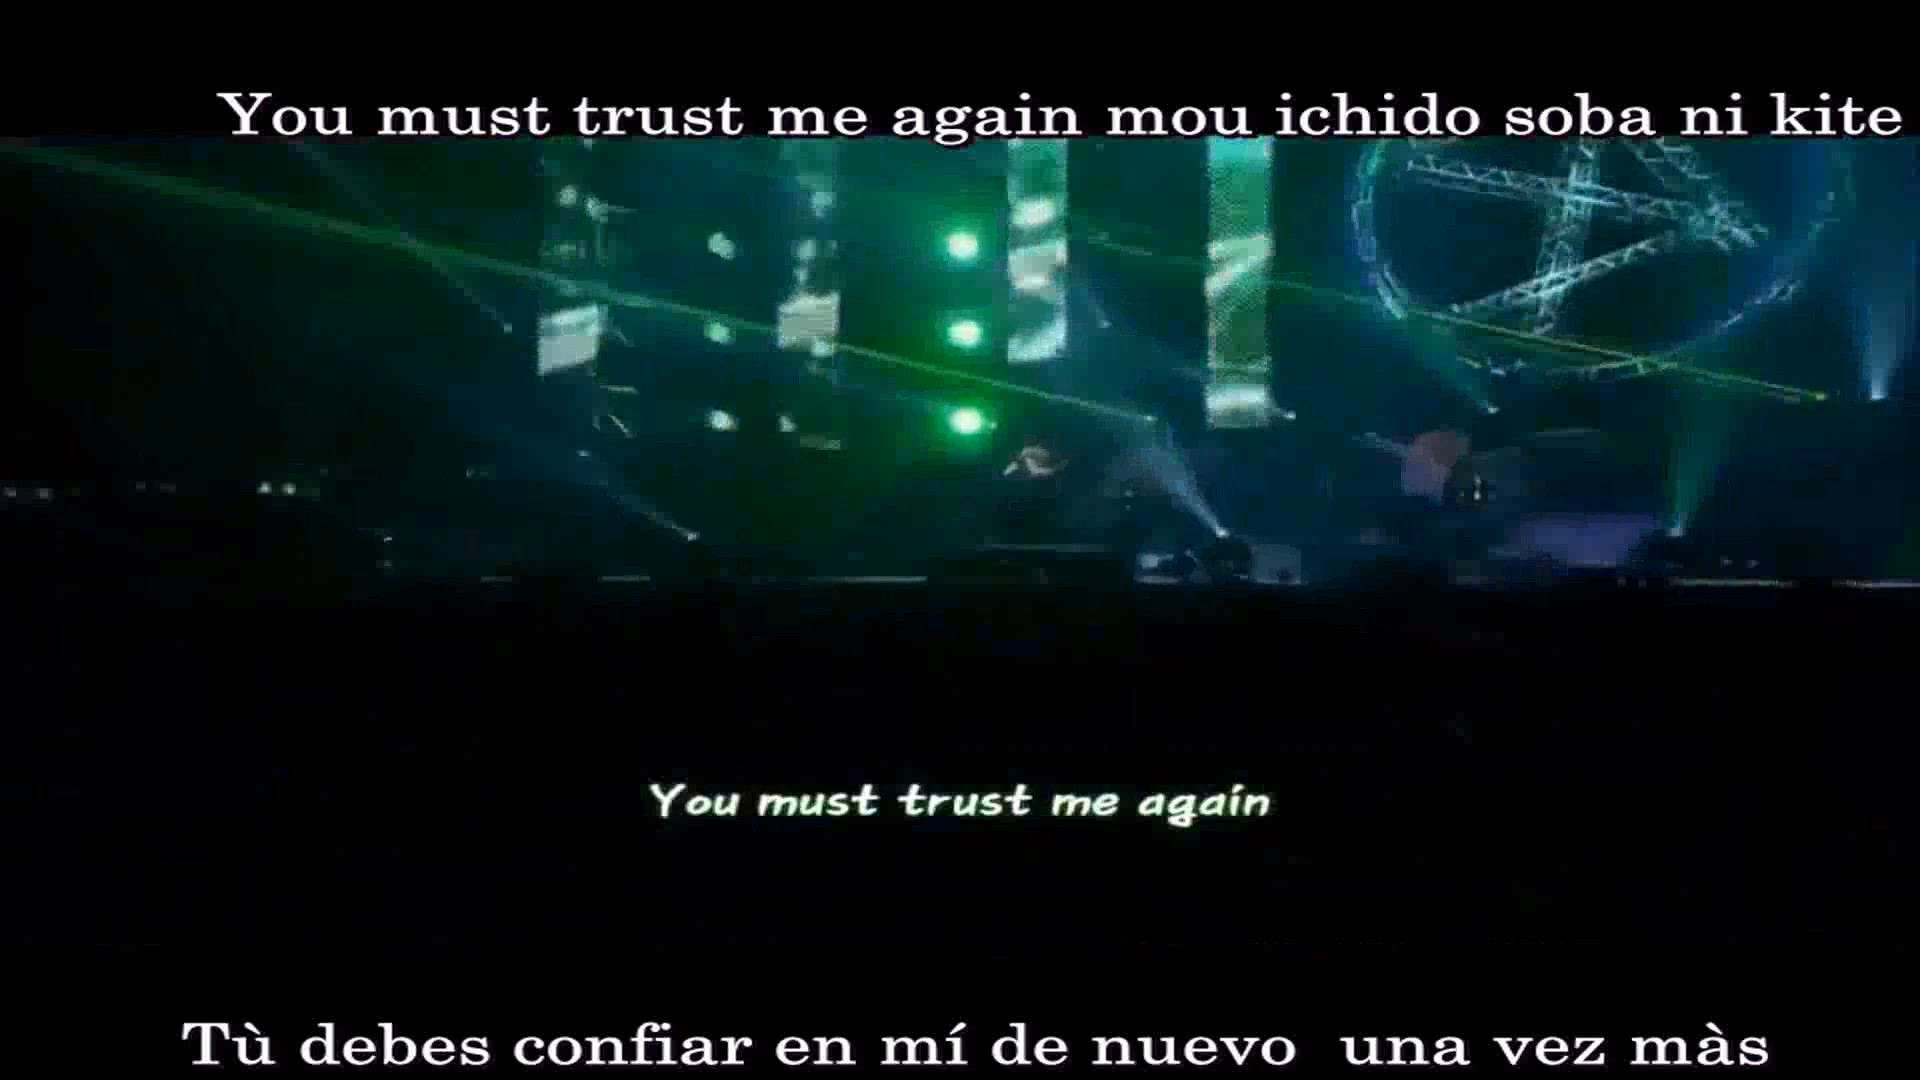 You must trust me again mou ichido soba ni kite
You must trust me again
Tù debes confiar en mí de nuevo  una vez màs